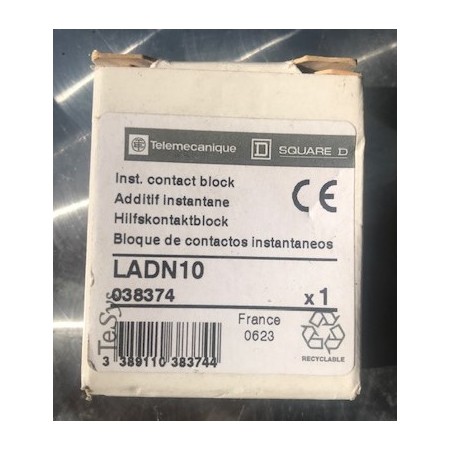 Telemecanique SQUARE D
Inst. contact block
Additif instantane
Hilfskontaktblock
Bloque de contactos instantaneos
CE
LADN10
038374
x 1
TeSys
France
0623
3 389110 383744
RECYCLABLE